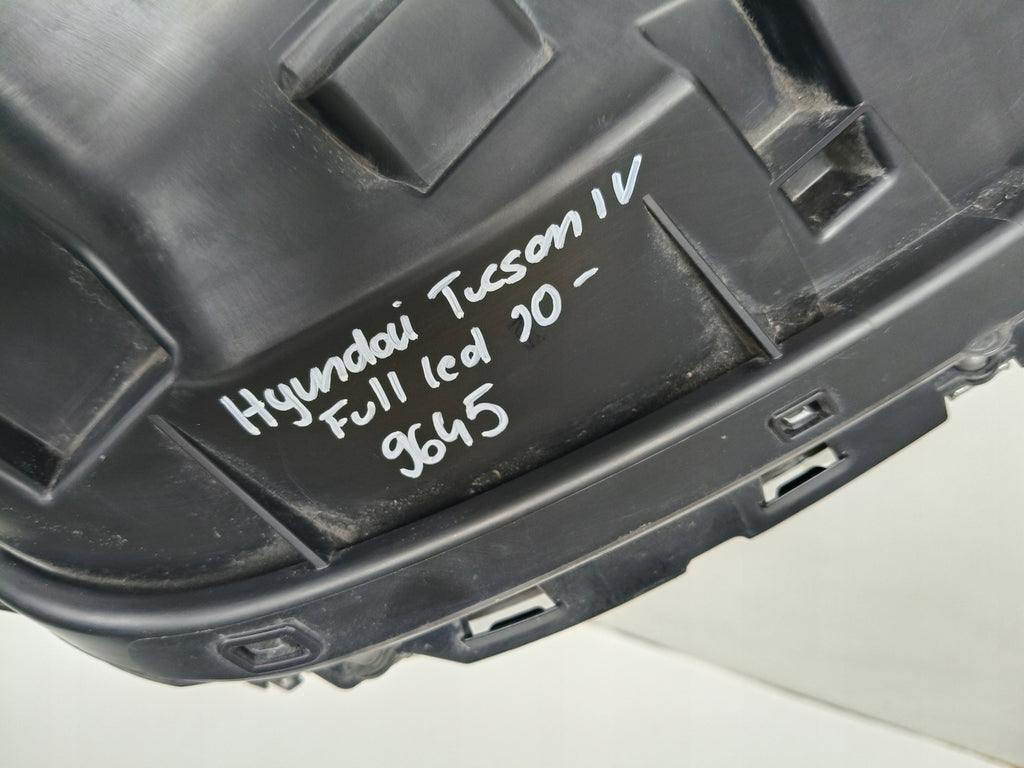 Hyundai Tucson IV
Full led 20-
9645